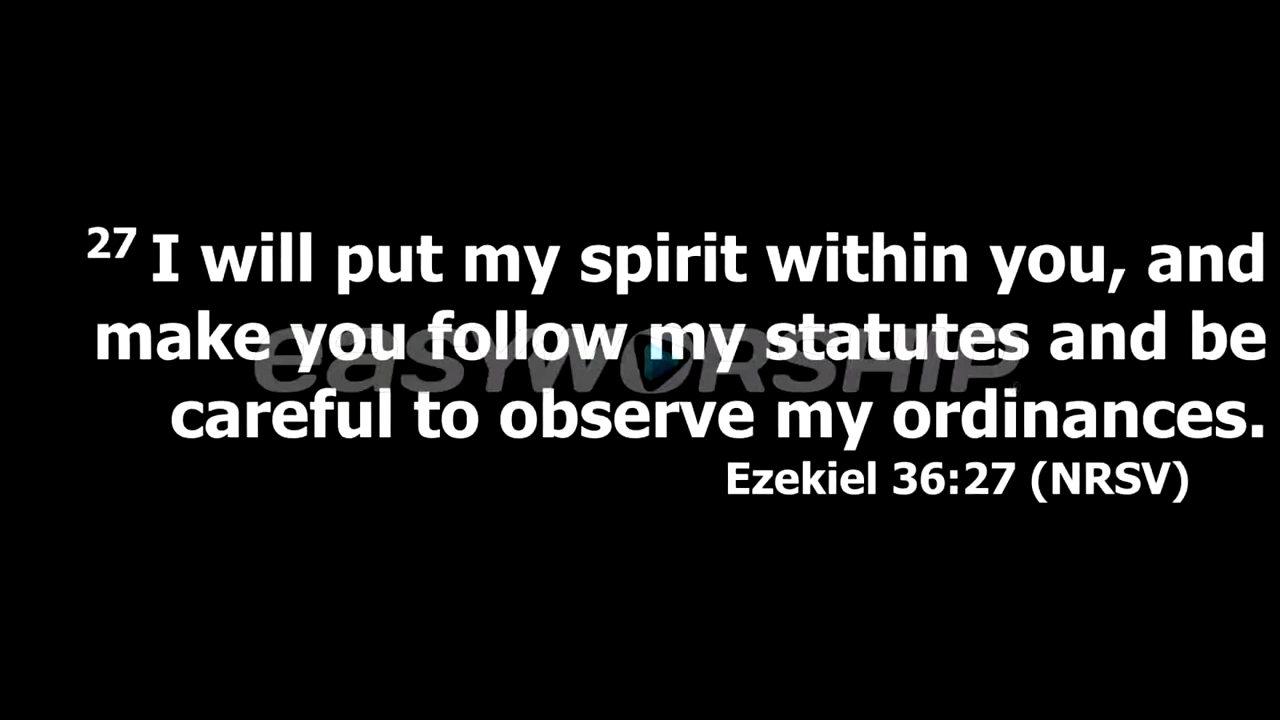 27 I will put my spirit within you, and
make you follow my statutes and be
easyworship
careful to observe my ordinances.
Ezekiel 36:27 (NRSV)